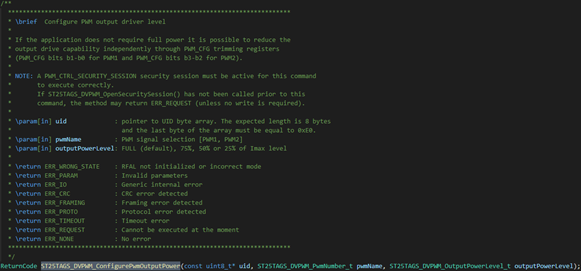 /**
*****************************************************************************
* \brief Configure PWM output driver level
*
* If the application does not require full power it is possible to reduce the
* output drive capability independently through PWM_CFG trimming registers
* (PWM_CFG bits b1-b0 for PWM1 and PWM_CFG bits b3-b2 for PWM2).
*
* NOTE: A PWM_CTRL_SECURITY_SESSION security session must be active for this command
* to execute correctly.
* If ST25TAGS_DVPWM_OpenSecuritySession() has not been called prior to this
* command, the method may return ERR_REQUEST (unless no write is required).
*
* \param[in] uid : pointer to UID byte array. The expected length is 8 bytes
* and the last byte of the array must be equal to 0xE0.
* \param[in] pwmName : PWM signal selection [PWM1, PWM2]
* \param[in] outputPowerLevel: FULL (default), 75%, 50% or 25% of Imax level
*
* \return ERR_WRONG_STATE : RFAL not initialized or incorrect mode
* \return ERR_PARAM : Invalid parameters
* \return ERR_IO : Generic internal error
* \return ERR_CRC : CRC error detected
* \return ERR_FRAMING : Framing error detected
* \return ERR_PROTO : Protocol error detected
* \return ERR_TIMEOUT : Timeout error
* \return ERR_REQUEST : Cannot be executed at the moment
* \return ERR_NONE : No error
*****************************************************************************
*/
ReturnCode ST25TAGS_DVPWM_ConfigurePwmOutputPower(const uint8_t* uid, ST25TAGS_DVPWM_PwmNumber_t pwmName, ST25TAGS_DVPWM_OutputPowerLevel_t outputPowerLevel);